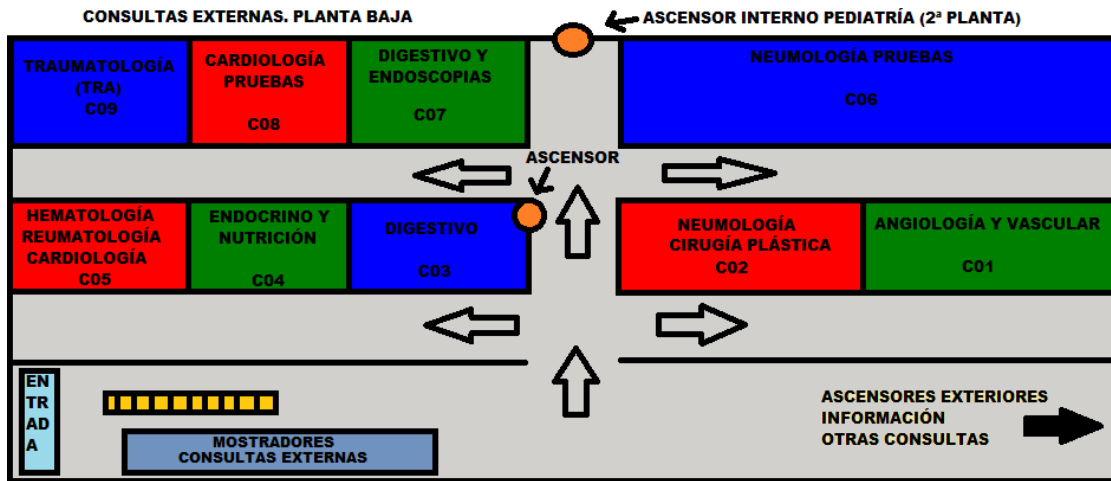 CONSULTAS EXTERNAS. PLANTA BAJA
ASCENSOR INTERNO PEDIATRÍA (2ª PLANTA)
TRAUMATOLOGÍA
(TRA)
C09
CARDIOLOGÍA
PRUEBAS
C08
DIGESTIVO Y
ENDOSCOPIAS
C07
NEUMOLOGÍA PRUEBAS
C06
ASCENSOR
HEMATOLOGÍA
REUMATOLOGÍA
CARDIOLOGÍA
C05
ENDOCRINO Y
NUTRICIÓN
C04
DIGESTIVO
C03
NEUMOLOGÍA
CIRUGÍA PLÁSTICA
C02
ANGIOLOGÍA Y VASCULAR
C01
EN
TR
AD
A
MOSTRADORES
CONSULTAS EXTERNAS
ASCENSORES EXTERIORES
INFORMACIÓN
OTRAS CONSULTAS